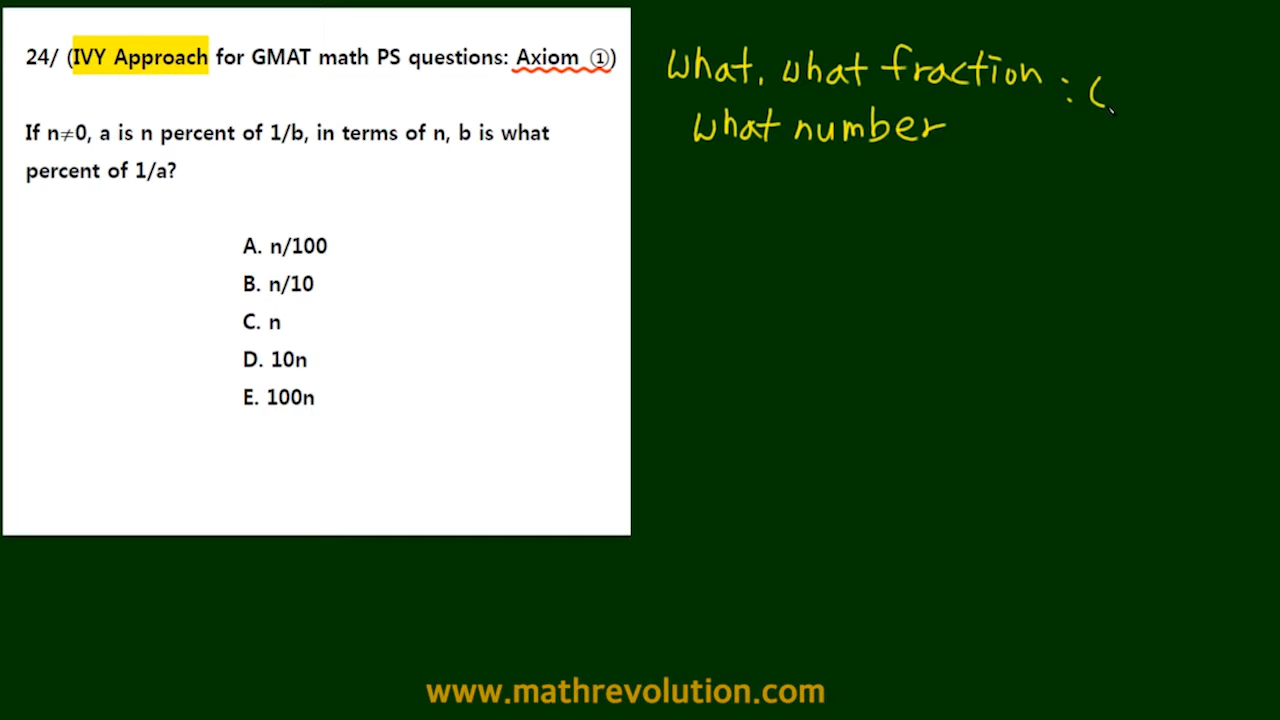 24/ (IVY Approach for GMAT math PS questions: Axiom ①)
If n≠0, a is n percent of 1/b, in terms of n, b is what
percent of 1/a?
A. n/100
B. n/10
C. n
D. 10n
E. 100n
what, what fraction : (
what number
www.mathrevolution.com